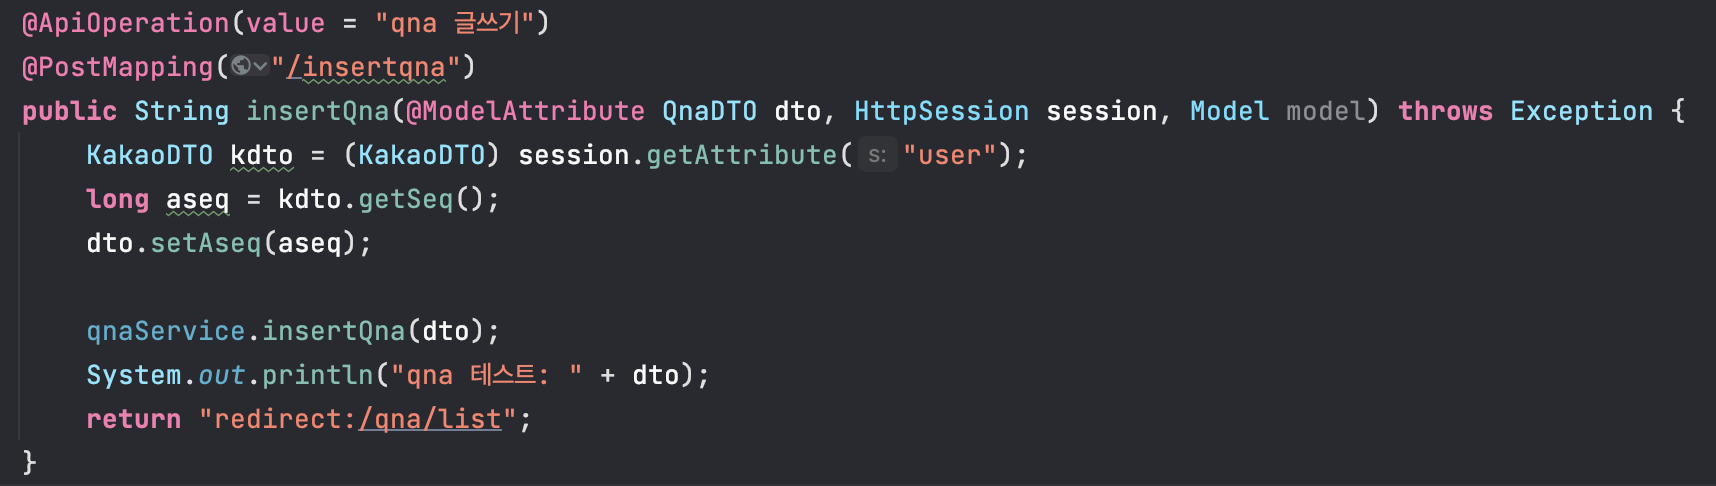 @ApiOperation(value = "qna 글쓰기")
@PostMapping("/insertqna")
public String insertQna(@ModelAttribute QnaDTO dto, HttpSession session, Model model) throws Exception {
KakaoDTO kdto = (KakaoDTO) session.getAttribute( s: "user");
long aseq = kdto.getSeq();
dto.setAseq(aseq);
qnaService.insertQna(dto);
System.out.println("qna 테스트: " + dto);
return "redirect:/qna/list";
}